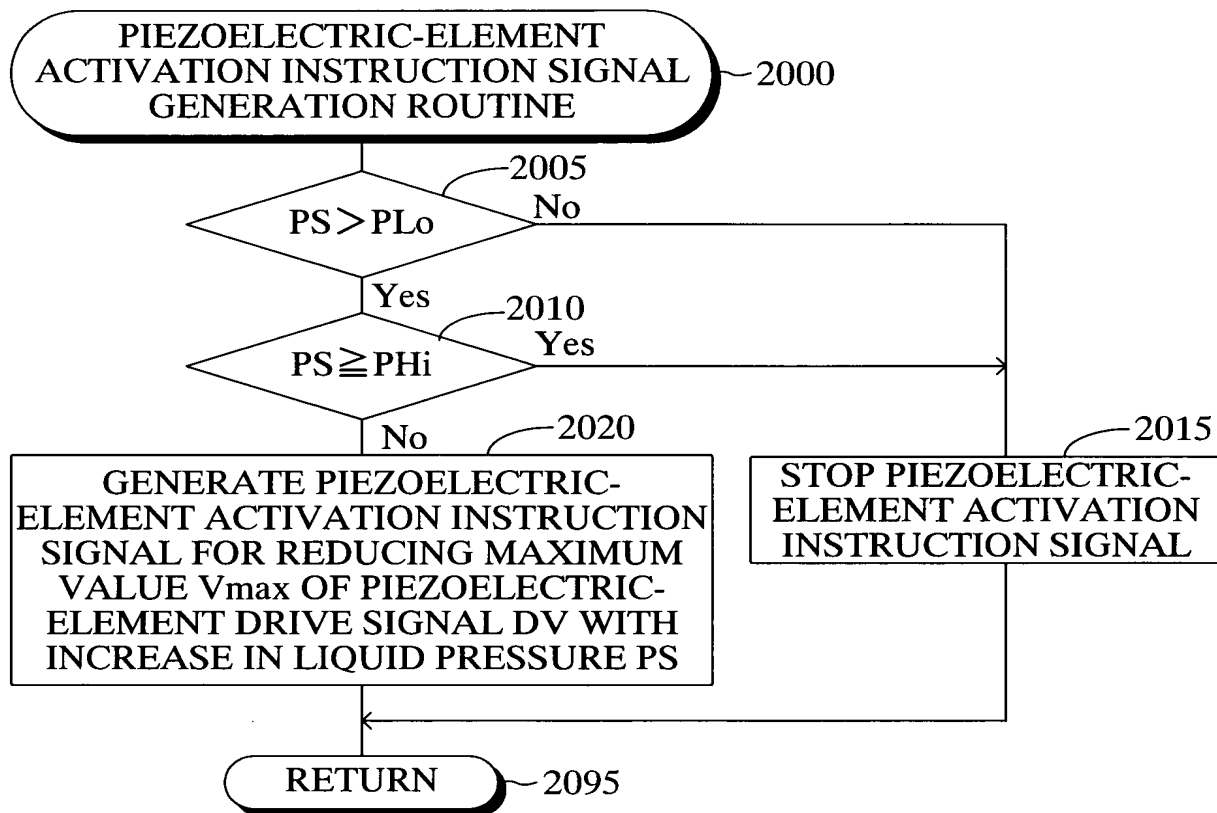 PIEZOELECTRIC-ELEMENT
ACTIVATION INSTRUCTION SIGNAL
GENERATION ROUTINE
2000
2005
PS>PLo
No
Yes
2010
PS≧PHi
Yes
No
2020
GENERATE PIEZOELECTRIC-
ELEMENT ACTIVATION INSTRUCTION
SIGNAL FOR REDUCING MAXIMUM
VALUE Vmax OF PIEZOELECTRIC-
ELEMENT DRIVE SIGNAL DV WITH
INCREASE IN LIQUID PRESSURE PS
2015
STOP PIEZOELECTRIC-
ELEMENT ACTIVATION
INSTRUCTION SIGNAL
RETURN
2095